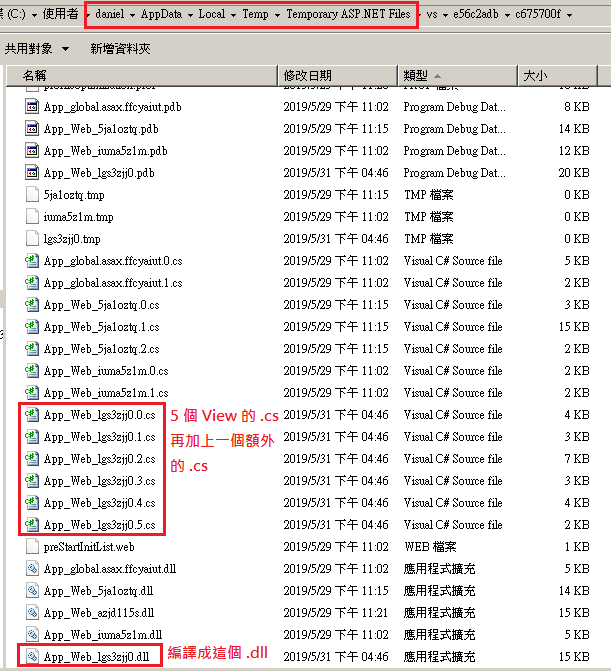 (C:) ▸ 使用者 ▸ daniel ▸ AppData ▸ Local ▸ Temp ▸ Temporary ASP.NET Files ▸ vs ▸ e56c2adb ▸ c675700f ▸
共用對象 ▼ 新增資料夾
名稱 修改日期 類型 大小
App_global.asax.ffcyaiut.pdb 2019/5/29 下午 11:02 Program Debug Dat... 8 KB
App_Web_5ja1oztq.pdb 2019/5/29 下午 11:15 Program Debug Dat... 14 KB
App_Web_iuma5z1m.pdb 2019/5/29 下午 11:02 Program Debug Dat... 12 KB
App_Web_lgs3zjj0.pdb 2019/5/31 下午 04:46 Program Debug Dat... 20 KB
5ja1oztq.tmp 2019/5/29 下午 11:15 TMP 檔案 0 KB
iuma5z1m.tmp 2019/5/29 下午 11:02 TMP 檔案 0 KB
lgs3zjj0.tmp 2019/5/31 下午 04:46 TMP 檔案 0 KB
App_global.asax.ffcyaiut.0.cs 2019/5/29 下午 11:02 Visual C# Source file 5 KB
App_global.asax.ffcyaiut.1.cs 2019/5/29 下午 11:02 Visual C# Source file 2 KB
App_Web_5ja1oztq.0.cs 2019/5/29 下午 11:15 Visual C# Source file 3 KB
App_Web_5ja1oztq.1.cs 2019/5/29 下午 11:15 Visual C# Source file 15 KB
App_Web_5ja1oztq.2.cs 2019/5/29 下午 11:15 Visual C# Source file 2 KB
App_Web_iuma5z1m.0.cs 2019/5/29 下午 11:02 Visual C# Source file 2 KB
App_Web_iuma5z1m.1.cs 2019/5/29 下午 11:02 Visual C# Source file 2 KB
App_Web_lgs3zjj0.0.cs 5 個 View 的 .cs 2019/5/31 下午 04:46 Visual C# Source file 4 KB
App_Web_lgs3zjj0.1.cs 再加上一個額外 2019/5/31 下午 04:46 Visual C# Source file 3 KB
App_Web_lgs3zjj0.2.cs 的 .cs 2019/5/31 下午 04:46 Visual C# Source file 7 KB
App_Web_lgs3zjj0.3.cs 2019/5/31 下午 04:46 Visual C# Source file 3 KB
App_Web_lgs3zjj0.4.cs 2019/5/31 下午 04:46 Visual C# Source file 4 KB
App_Web_lgs3zjj0.5.cs 2019/5/31 下午 04:46 Visual C# Source file 2 KB
preStartInitList.web 2019/5/29 下午 11:02 WEB 檔案 1 KB
App_global.asax.ffcyaiut.dll 2019/5/29 下午 11:02 應用程式擴充 5 KB
App_Web_5ja1oztq.dll 2019/5/29 下午 11:15 應用程式擴充 14 KB
App_Web_azjd115s.dll 2019/5/29 下午 11:21 應用程式擴充 15 KB
App_Web_iuma5z1m.dll 2019/5/29 下午 11:02 應用程式擴充 5 KB
App_Web_lgs3zjj0.dll 編譯成這個 .dll 2019/5/31 下午 04:46 應用程式擴充 15 KB